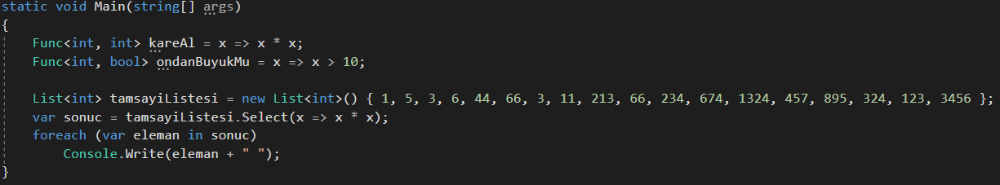 static void Main(string[] args)
{
    Func<int, int> kareAl = x => x * x;
    Func<int, bool> ondanBuyukMu = x => x > 10;

    List<int> tamsayiListesi = new List<int>() { 1, 5, 3, 6, 44, 66, 3, 11, 213, 66, 234, 674, 1324, 457, 895, 324, 123, 3456 };
    var sonuc = tamsayiListesi.Select(x => x * x);
    foreach (var eleman in sonuc)
        Console.Write(eleman + " ");
}